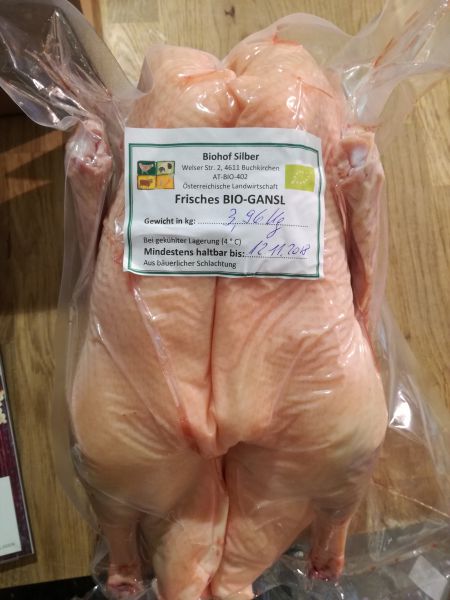 Biohof Silber
Welser Str. 2, 4611 Buchkirchen
AT-BIO-402
Österreichische Landwirtschaft
Frisches BIO-GANSL
Gewicht in kg: 3,96 kg
Bei gekühlter Lagerung (4 ° C)
Mindestens haltbar bis: 12.11.2018
Aus bäuerlicher Schlachtung